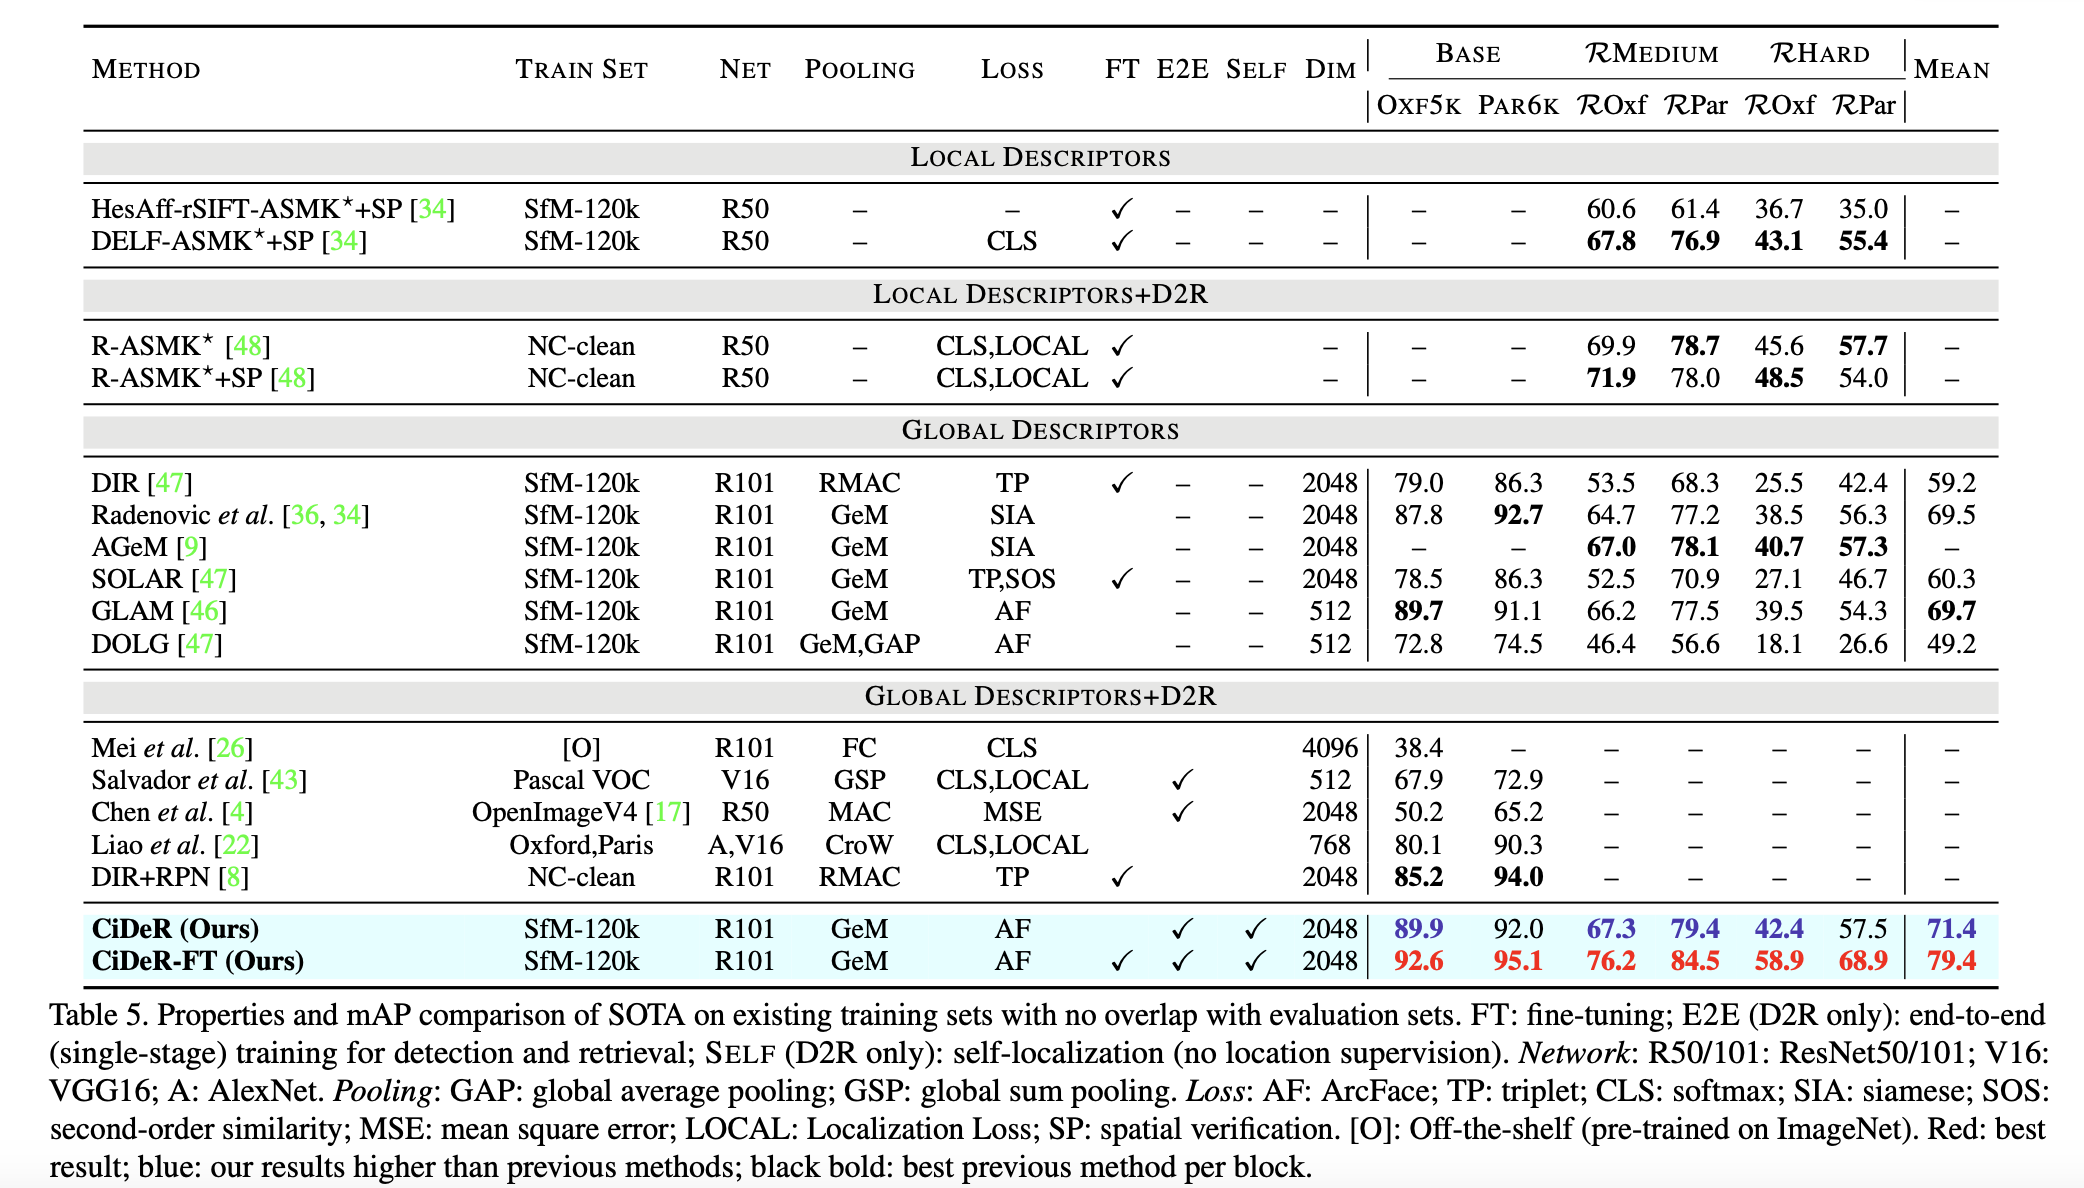 METHOD TRAIN SET NET POOLING LOSS FT E2E SELF DIM BASE RMEDIUM RHARD MEAN
OXF5K PAR6K ROxf RPar ROxf RPar
LOCAL DESCRIPTORS
HesAff-rSIFT-ASMK*+SP [34] SfM-120k R50 – – ✓ – – – – – 60.6 61.4 36.7 35.0 –
DELF-ASMK*+SP [34] SfM-120k R50 – CLS ✓ – – – – – 67.8 76.9 43.1 55.4 –
LOCAL DESCRIPTORS+D2R
R-ASMK* [48] NC-clean R50 – CLS,LOCAL ✓ – – – 69.9 78.7 45.6 57.7 –
R-ASMK*+SP [48] NC-clean R50 – CLS,LOCAL ✓ – – – 71.9 78.0 48.5 54.0 –
GLOBAL DESCRIPTORS
DIR [47] SfM-120k R101 RMAC TP ✓ – – 2048 79.0 86.3 53.5 68.3 25.5 42.4 59.2
Radenovic et al. [36, 34] SfM-120k R101 GeM SIA – – 2048 87.8 92.7 64.7 77.2 38.5 56.3 69.5
AGeM [9] SfM-120k R101 GeM SIA – – 2048 – – 67.0 78.1 40.7 57.3 –
SOLAR [47] SfM-120k R101 GeM TP,SOS ✓ – – 2048 78.5 86.3 52.5 70.9 27.1 46.7 60.3
GLAM [46] SfM-120k R101 GeM AF – – 512 89.7 91.1 66.2 77.5 39.5 54.3 69.7
DOLG [47] SfM-120k R101 GeM,GAP AF – – 512 72.8 74.5 46.4 56.6 18.1 26.6 49.2
GLOBAL DESCRIPTORS+D2R
Mei et al. [26] [O] R101 FC CLS 4096 38.4 – – – – – –
Salvador et al. [43] Pascal VOC V16 GSP CLS,LOCAL ✓ 512 67.9 72.9 – – – – –
Chen et al. [4] OpenImageV4 [17] R50 MAC MSE ✓ 2048 50.2 65.2 – – – – –
Liao et al. [22] Oxford,Paris A,V16 CroW CLS,LOCAL 768 80.1 90.3 – – – – –
DIR+RPN [8] NC-clean R101 RMAC TP ✓ 2048 85.2 94.0 – – – – –
CiDeR (Ours) SfM-120k R101 GeM AF ✓ ✓ 2048 89.9 92.0 67.3 79.4 42.4 57.5 71.4
CiDeR-FT (Ours) SfM-120k R101 GeM AF ✓ ✓ ✓ 2048 92.6 95.1 76.2 84.5 58.9 68.9 79.4
Table 5. Properties and mAP comparison of SOTA on existing training sets with no overlap with evaluation sets. FT: fine-tuning; E2E (D2R only): end-to-end
(single-stage) training for detection and retrieval; SELF (D2R only): self-localization (no location supervision). Network: R50/101: ResNet50/101; V16:
VGG16; A: AlexNet. Pooling: GAP: global average pooling; GSP: global sum pooling. Loss: AF: ArcFace; TP: triplet; CLS: softmax; SIA: siamese; SOS:
second-order similarity; MSE: mean square error; LOCAL: Localization Loss; SP: spatial verification. [O]: Off-the-shelf (pre-trained on ImageNet). Red: best
result; blue: our results higher than previous methods; black bold: best previous method per block.